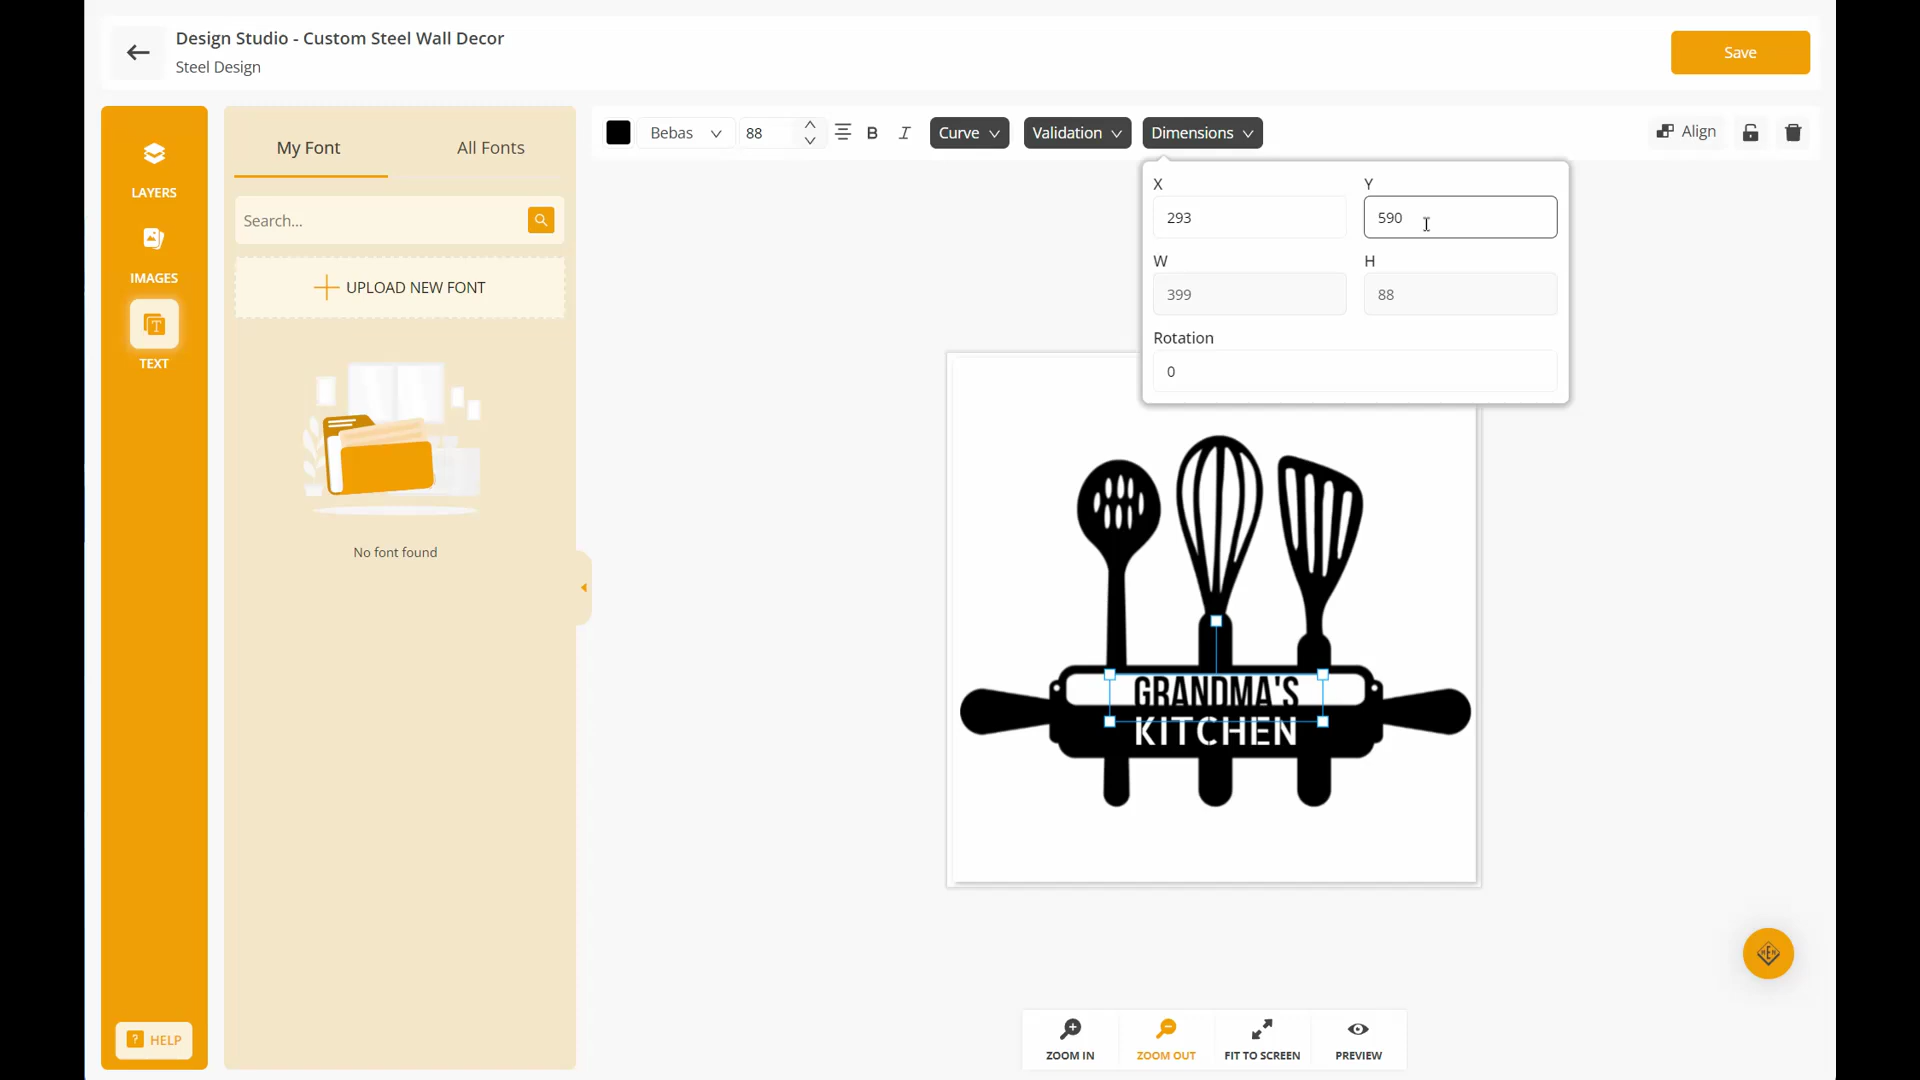 Design Studio - Custom Steel Wall Decor
Steel Design
Save
LAYERS
IMAGES
TEXT
HELP
My Font
All Fonts
Search...
UPLOAD NEW FONT
No font found
Bebas
88
B
I
Curve
Validation
Dimensions
Align
X
Y
293
590
W
H
399
88
Rotation
0
GRANDMA'S
KITCHEN
ZOOM IN
ZOOM OUT
FIT TO SCREEN
PREVIEW